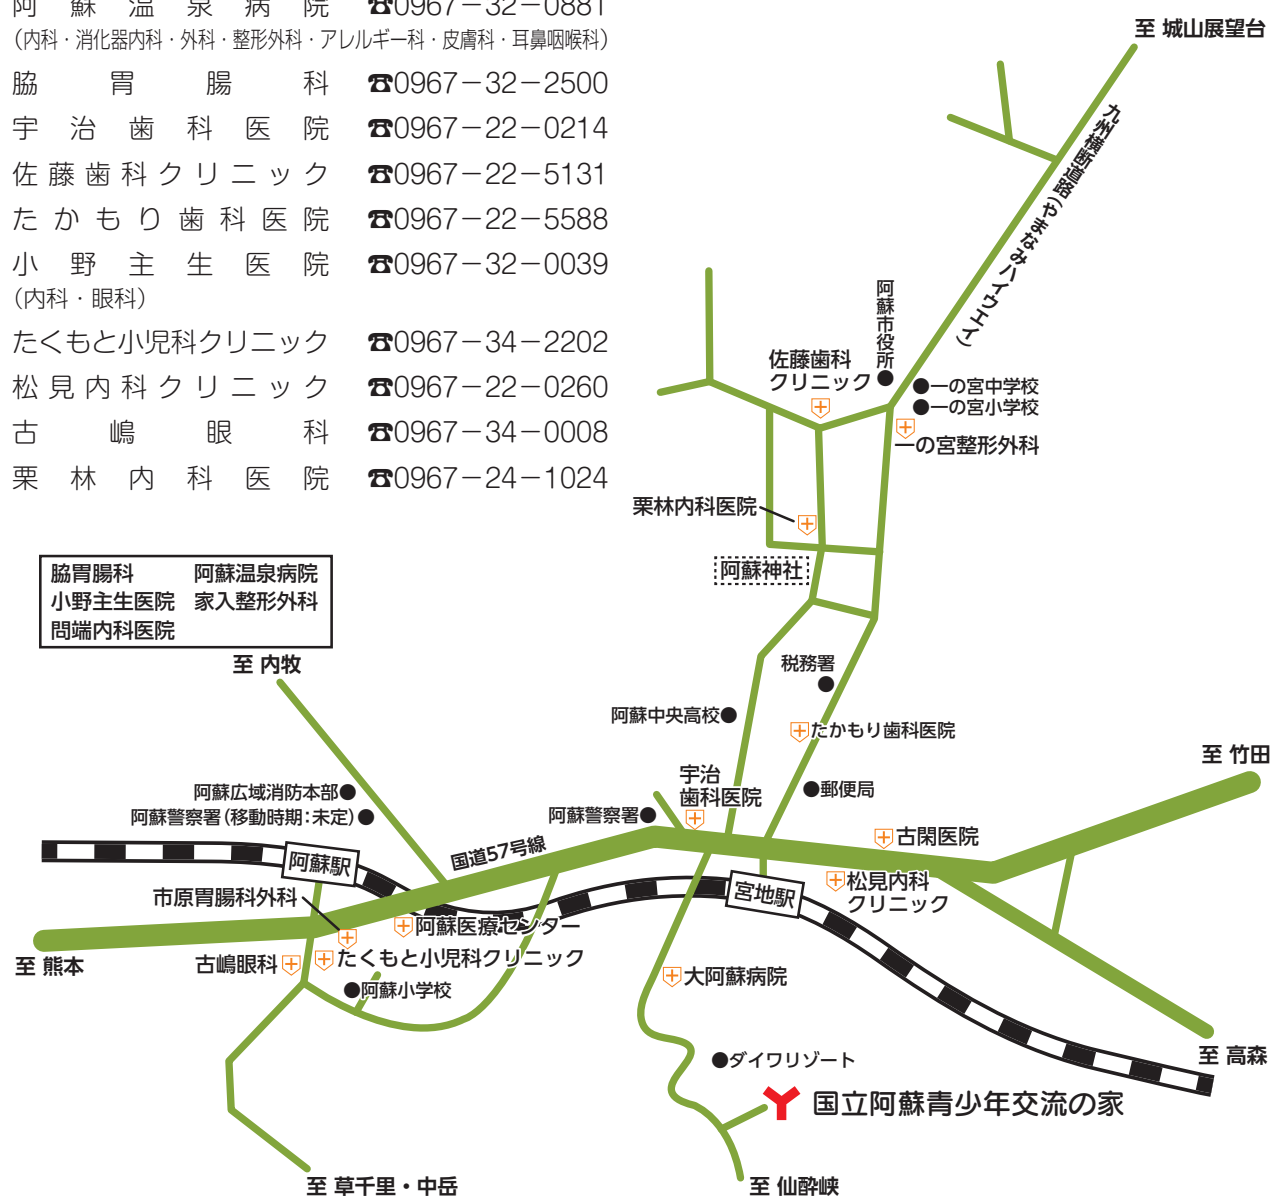 阿蘇温泉病院 ☎0967-32-0881
（内科・消化器内科・外科・整形外科・アレルギー科・皮膚科・耳鼻咽喉科）
脇胃腸科 ☎0967-32-2500
宇治歯科医院 ☎0967-22-0214
佐藤歯科クリニック ☎0967-22-5131
たかもり歯科医院 ☎0967-22-5588
小野主生医院 ☎0967-32-0039
（内科・眼科）
たくもと小児科クリニック ☎0967-34-2202
松見内科クリニック ☎0967-22-0260
古嶋眼科 ☎0967-34-0008
栗林内科医院 ☎0967-24-1024
至 城山展望台
九州横断道路（やまなみハイウエイ）
阿蘇市役所
佐藤歯科
クリニック
●一の宮中学校
●一の宮小学校
一の宮整形外科
栗林内科医院
阿蘇神社
脇胃腸科 阿蘇温泉病院
小野主生医院 家入整形外科
問端内科医院
至 内牧
税務署
阿蘇中央高校●
たかもり歯科医院
至 竹田
宇治
歯科医院
●郵便局
阿蘇広域消防本部●
阿蘇警察署（移動時期：未定）●
阿蘇警察署●
国道57号線
古閑医院
阿蘇駅
宮地駅
松見内科
クリニック
市原胃腸科外科
阿蘇医療センター
至 熊本
古嶋眼科
たくもと小児科クリニック
大阿蘇病院
●阿蘇小学校
至 高森
●ダイワリゾート
国立阿蘇青少年交流の家
至 草千里・中岳
至 仙酔峡